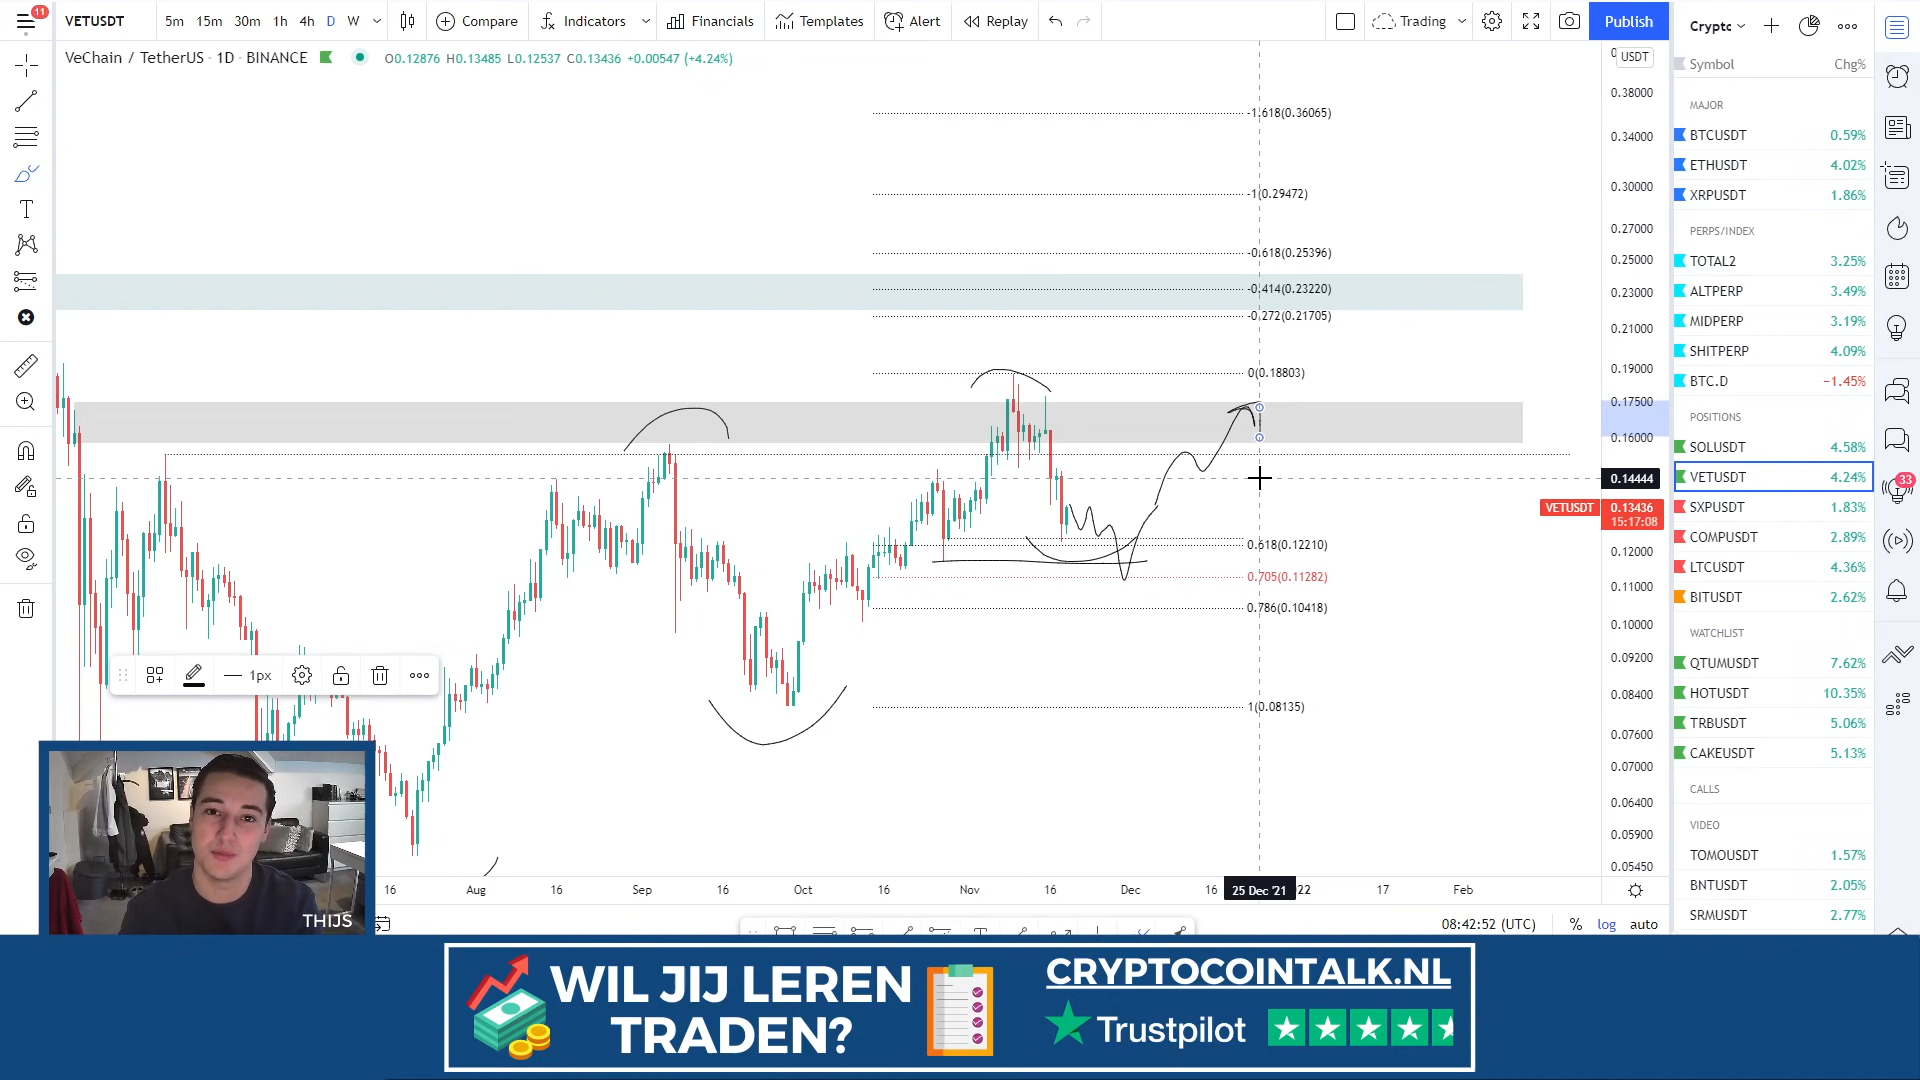 11
VETUSDT
5m 15m 30m 1h 4h D W
Compare
Indicators
Financials
Templates
Alert
Replay
Trading
Publish
Crypto
VeChain / TetherUS · 1D · BINANCE
O0.12876 H0.13485 L0.12537 C0.13436 +0.00547 (+4.24%)
USDT
0.38000
0.34000
0.30000
0.27000
0.25000
0.23000
0.21000
0.19000
0.17500
0.16000
0.14444
VETUSDT 0.13436
15:17:08
0.12000
0.11000
0.10000
0.09200
0.08400
0.07600
0.07000
0.06400
0.05900
0.05450
-1.618(0.36065)
-1(0.29472)
-0.618(0.25396)
-0.414(0.23220)
-0.272(0.21705)
0(0.18803)
0.618(0.12210)
0.705(0.11282)
0.786(0.10418)
1(0.08135)
1px
16 Aug 16 Sep 16 Oct 16 Nov 16 Dec 16 25 Dec '21 22 17 Feb
08:42:52 (UTC) % log auto
Symbol Chg%
MAJOR
BTCUSDT 0.59%
ETHUSDT 4.02%
XRPUSDT 1.86%
PERPS/INDEX
TOTAL2 3.25%
ALTPERP 3.49%
MIDPERP 3.19%
SHITPERP 4.09%
BTC.D −1.45%
POSITIONS
SOLUSDT 4.58%
VETUSDT 4.24%
SXPUSDT 1.83%
COMPUSDT 2.89%
LTCUSDT 4.36%
BITUSDT 2.62%
WATCHLIST
QTUMUSDT 7.62%
HOTUSDT 10.35%
TRBUSDT 5.06%
CAKEUSDT 5.13%
CALLS
VIDEO
TOMOUSDT 1.57%
BNTUSDT 2.05%
SRMUSDT 2.77%
33
THIJS
WIL JIJ LEREN
TRADEN?
CRYPTOCOINTALK.NL
Trustpilot